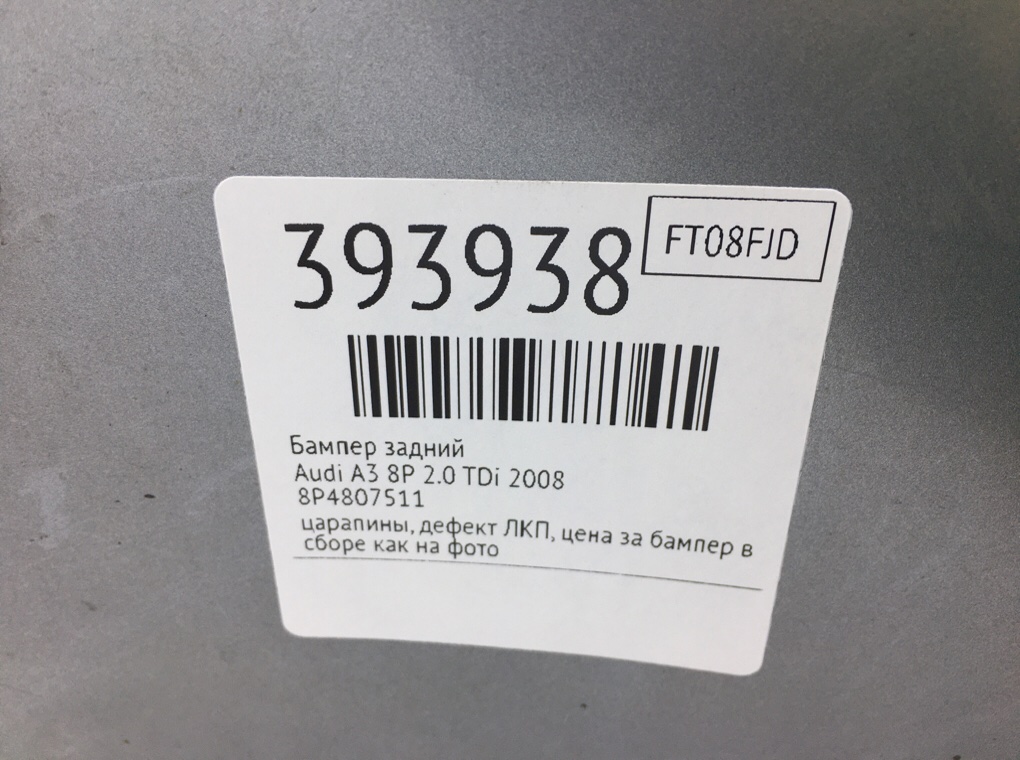 393938
FT08FJD
Бампер задний
Audi A3 8P 2.0 TDi 2008
8P4807511
царапины, дефект ЛКП, цена за бампер в
сборе как на фото